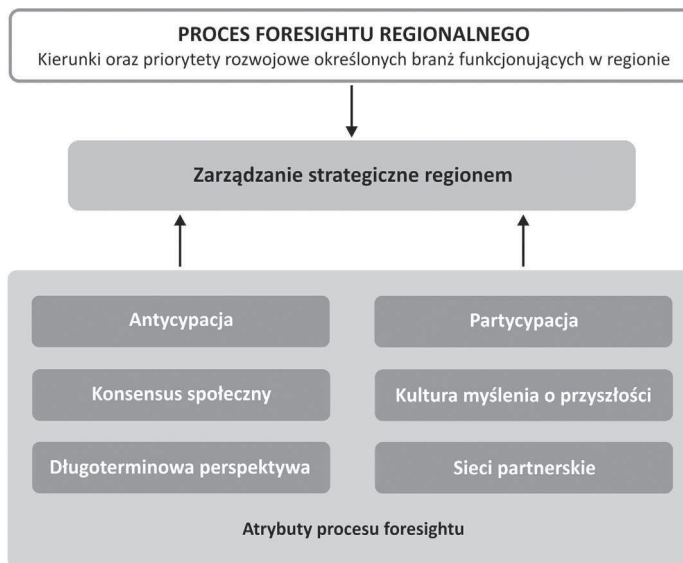 PROCES FORESIGHTU REGIONALNEGO
Kierunki oraz priorytety rozwojowe określonych branż funkcjonujących w regionie
Zarządzanie strategiczne regionem
Antycypacja
Partycypacja
Konsensus społeczny
Kultura myślenia o przyszłości
Długoterminowa perspektywa
Sieci partnerskie
Atrybuty procesu foresightu